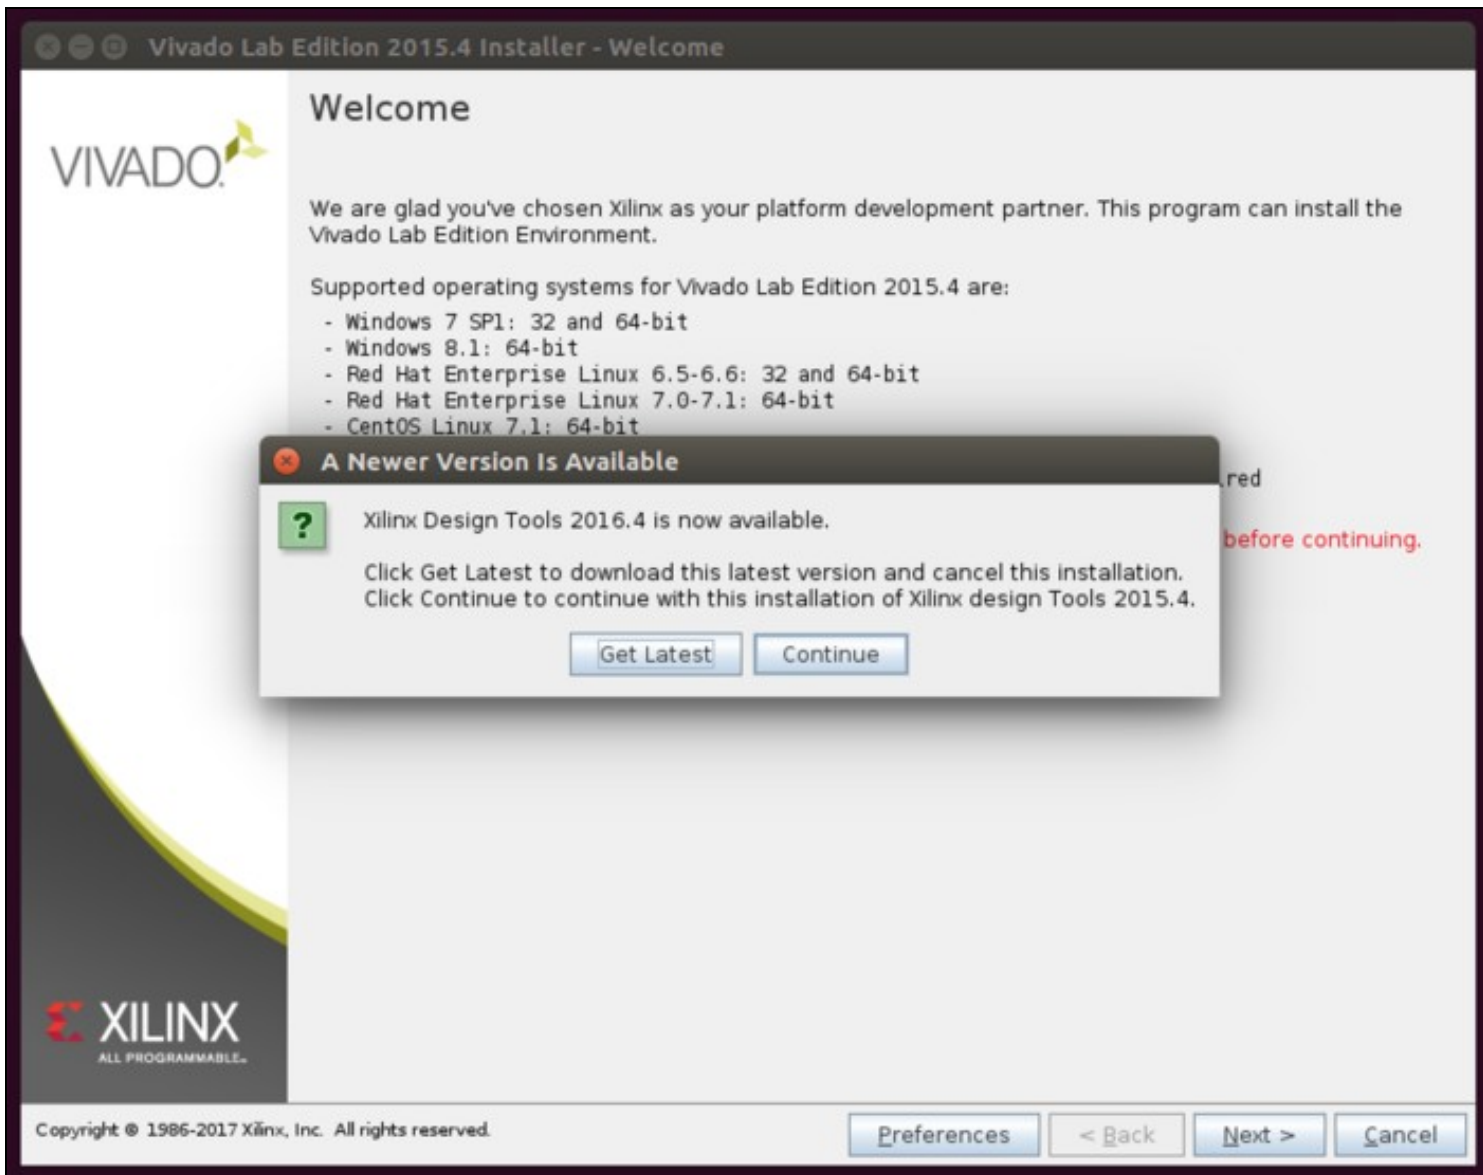 Vivado Lab Edition 2015.4 Installer - Welcome
VIVADO.
Welcome
We are glad you've chosen Xilinx as your platform development partner. This program can install the
Vivado Lab Edition Environment.
Supported operating systems for Vivado Lab Edition 2015.4 are:
- Windows 7 SP1: 32 and 64-bit
- Windows 8.1: 64-bit
- Red Hat Enterprise Linux 6.5-6.6: 32 and 64-bit
- Red Hat Enterprise Linux 7.0-7.1: 64-bit
- CentOS Linux 7.1: 64-bit
A Newer Version Is Available
red
? Xilinx Design Tools 2016.4 is now available.
before continuing.
Click Get Latest to download this latest version and cancel this installation.
Click Continue to continue with this installation of Xilinx design Tools 2015.4.
Get Latest Continue
XILINX
ALL PROGRAMMABLE™
Copyright © 1986-2017 Xilinx, Inc. All rights reserved.
Preferences < Back Next > Cancel